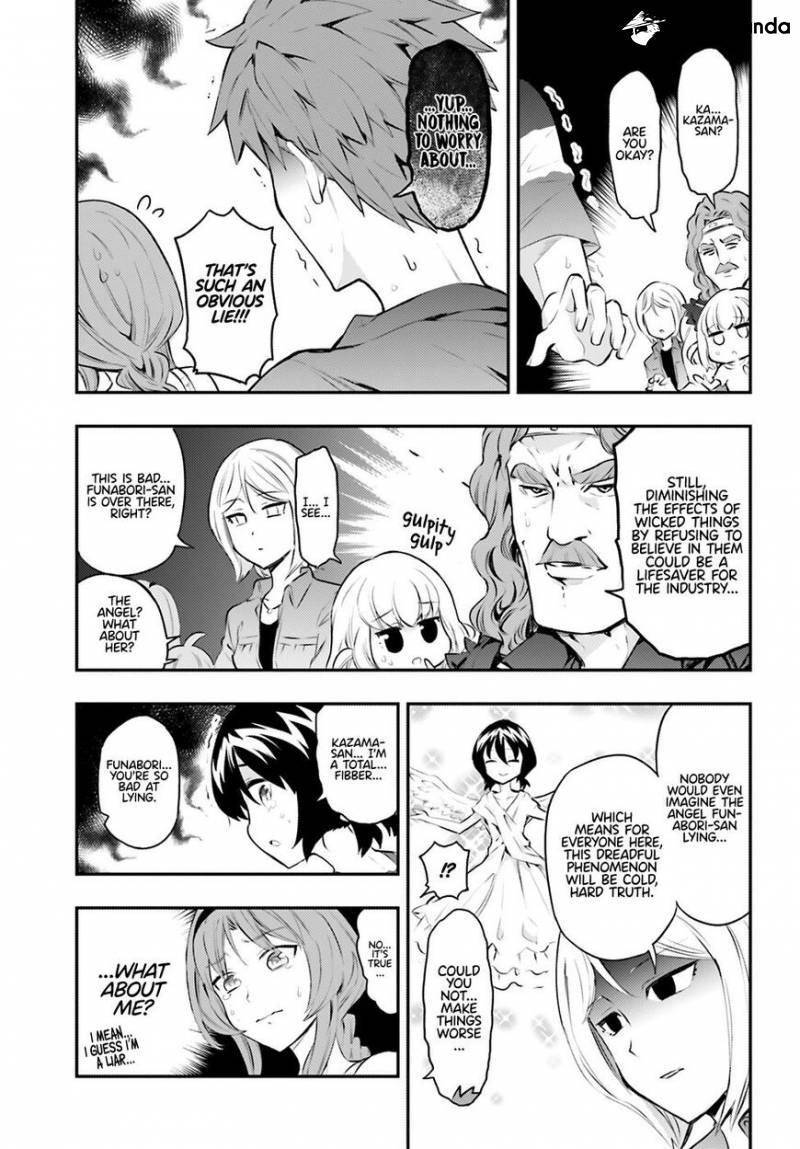 nda
KA...
KAZAMA-
SAN?
ARE
YOU
OKAY?
...YUP...
NOTHING
TO WORRY
ABOUT...
THAT'S
SUCH AN
OBVIOUS
LIE!!!
STILL,
DIMINISHING
THE EFFECTS OF
WICKED THINGS
BY REFUSING TO
BELIEVE IN THEM
COULD BE A
LIFESAVER FOR
THE INDUSTRY...
gulpity
gulp
I... I
SEE...
THIS IS BAD...
FUNABORI-SAN
IS OVER THERE,
RIGHT?
THE
ANGEL?
WHAT
ABOUT
HER?
NOBODY
WOULD EVEN
IMAGINE THE
ANGEL FUN-
ABORI-SAN
LYING...
WHICH
MEANS FOR
EVERYONE HERE,
THIS DREADFUL
PHENOMENON
WILL BE COLD,
HARD TRUTH.
!?
COULD
YOU
NOT...
MAKE
THINGS
WORSE
...
KAZAMA-
SAN... I'M
A TOTAL...
FIBBER...
FUNABORI...
YOU'RE SO
BAD AT
LYING.
NO...
IT'S
TRUE
...
...WHAT
ABOUT
ME?
I MEAN...
I GUESS I'M
A LIAR...